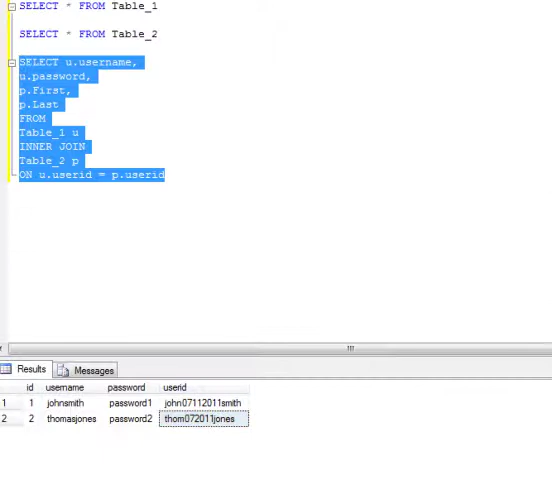 SELECT * FROM Table_1
SELECT * FROM Table_2
SELECT u.username,
u.password,
p.First,
p.Last
FROM
Table_1 u
INNER JOIN
Table_2 p
ON u.userid = p.userid
Results Messages
id username password userid
1 1 johnsmith password1 john07112011smith
2 2 thomasjones password2 thom072011jones